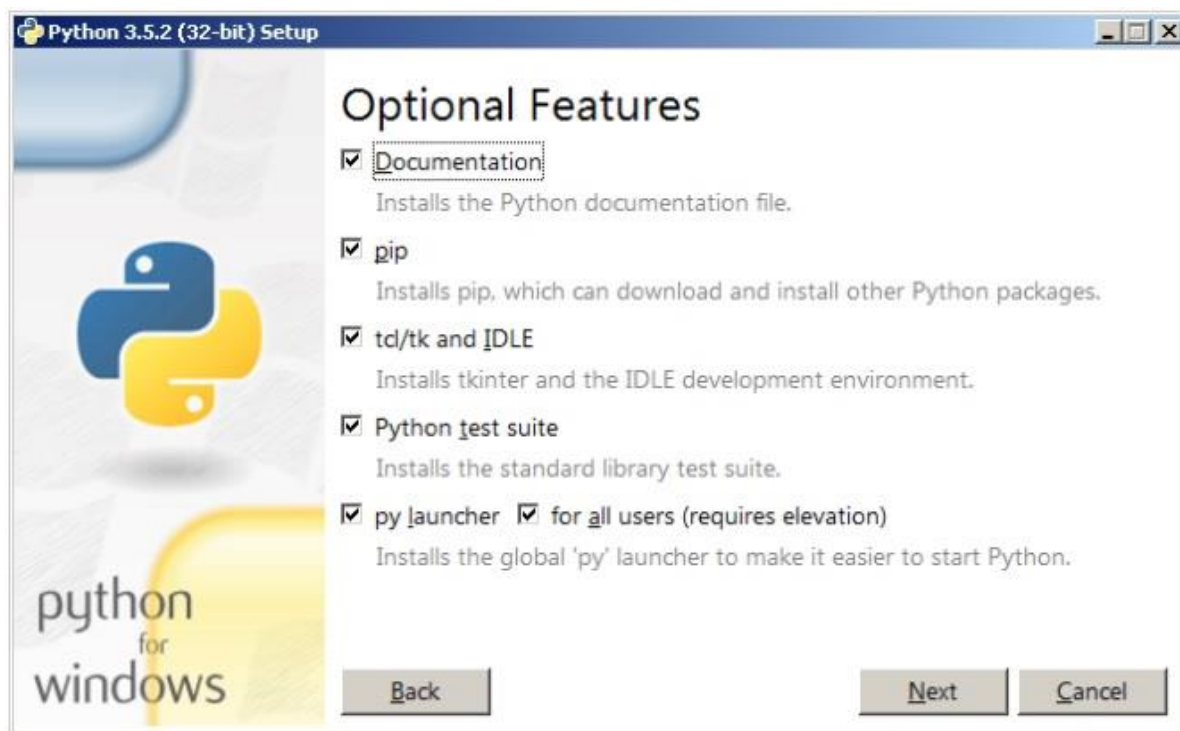 Python 3.5.2 (32-bit) Setup
Optional Features
Documentation
Installs the Python documentation file.
pip
Installs pip, which can download and install other Python packages.
tcl/tk and IDLE
Installs tkinter and the IDLE development environment.
Python test suite
Installs the standard library test suite.
py launcher for all users (requires elevation)
Installs the global 'py' launcher to make it easier to start Python.
python
for
windows
Back Next Cancel